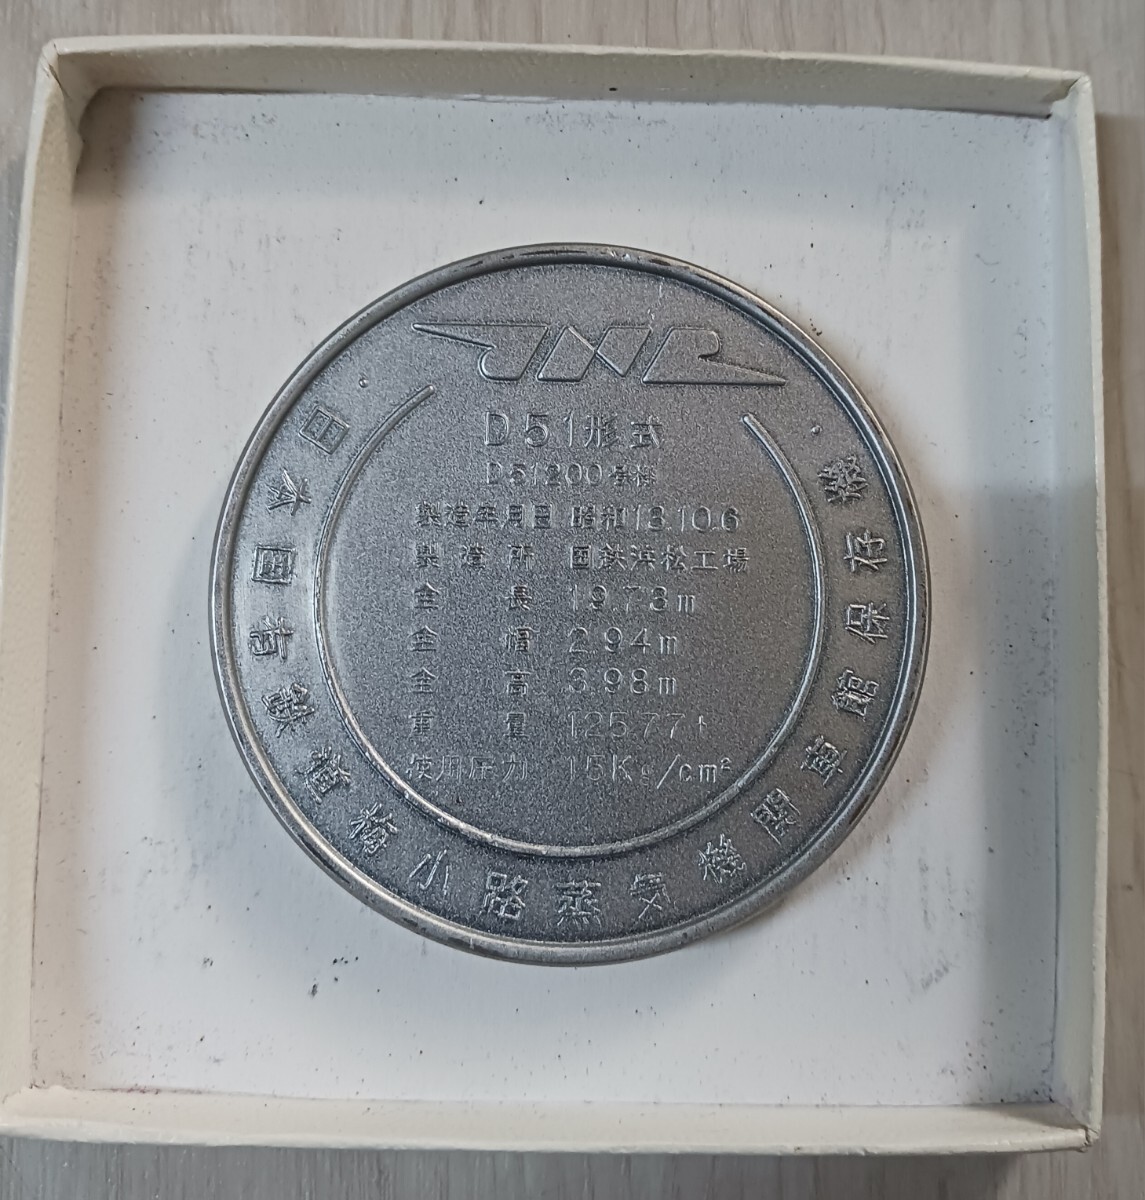 JNR
D51形式
D51200号機
製造年月日 昭和13.10.6
製造所 国鉄浜松工場
全長 19.73m
全幅 2.94m
全高 3.98m
重量 125.77t
使用圧力 15Kg/cm²
日本国有鉄道梅小路蒸気機関車館保存機